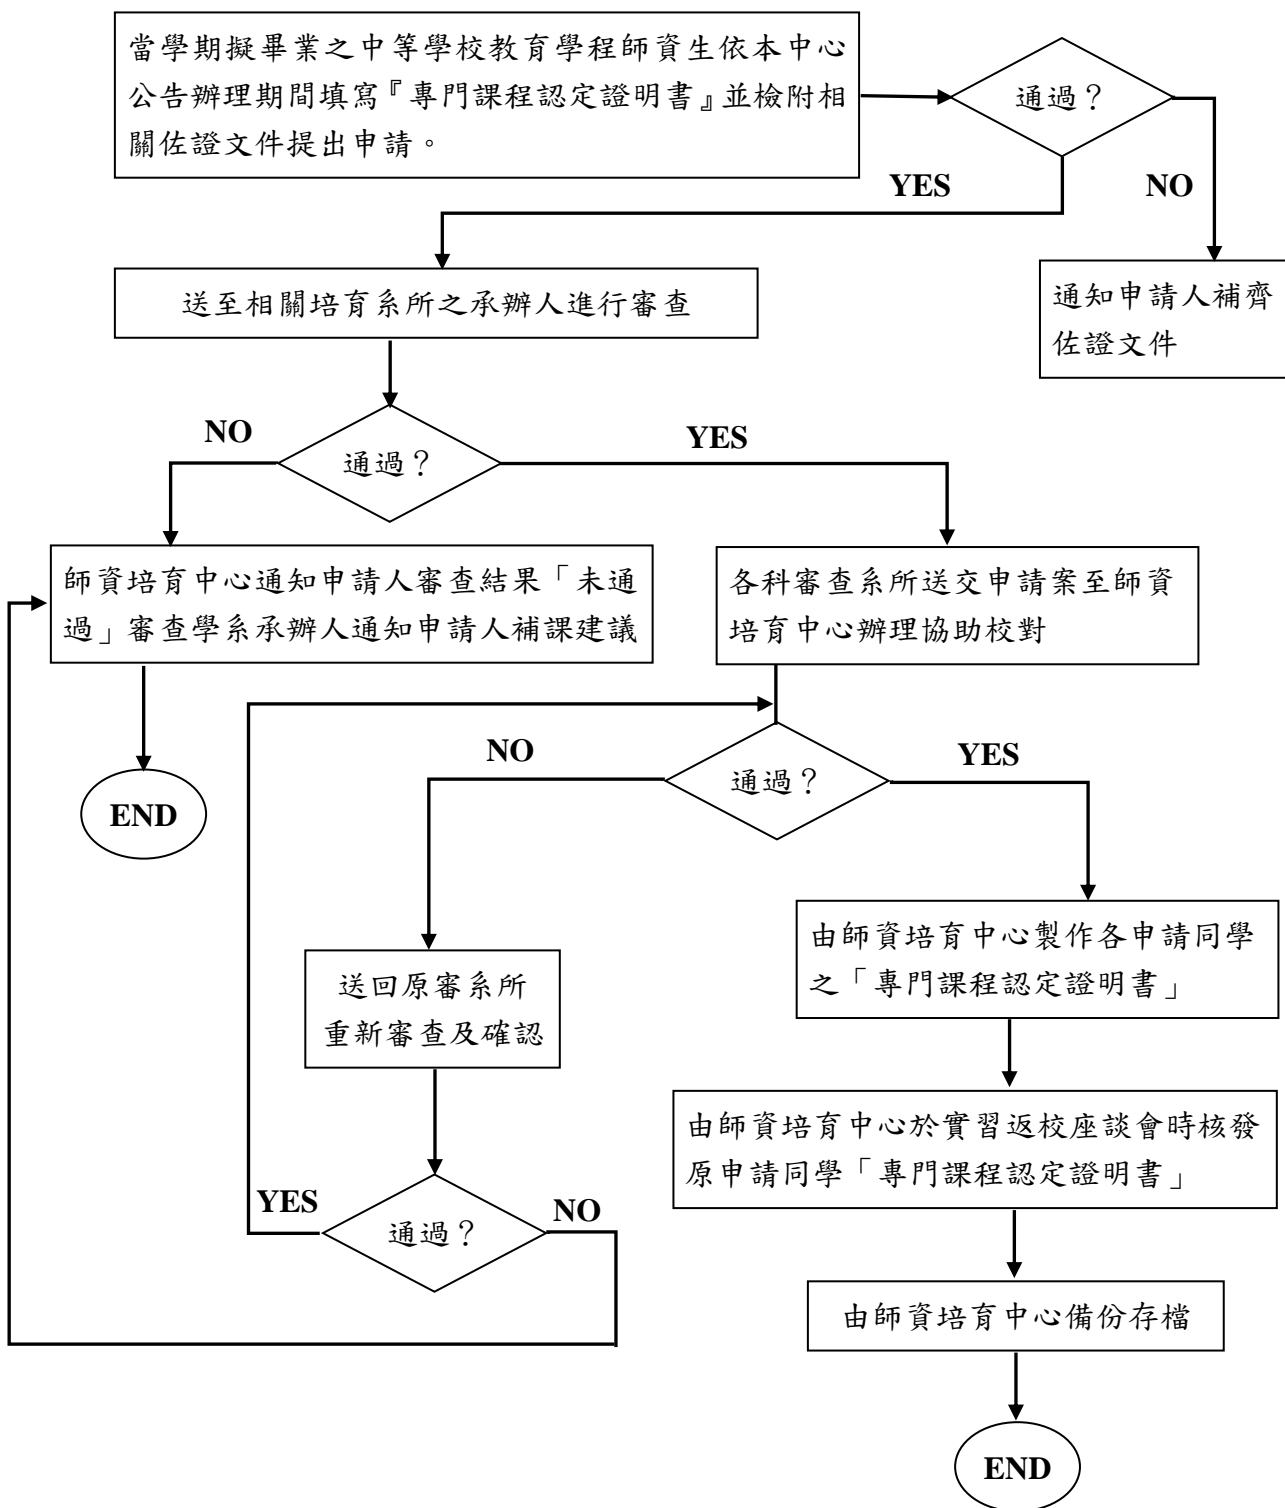 當學期擬畢業之中等學校教育學程師資生依本中心
公告辦理期間填寫『專門課程認定證明書』並檢附相
關佐證文件提出申請。
通過？
YES
NO
送至相關培育系所之承辦人進行審查
通知申請人補齊
佐證文件
NO
YES
通過？
師資培育中心通知申請人審查結果「未通
過」審查學系承辦人通知申請人補課建議
各科審查系所送交申請案至師資
培育中心辦理協助校對
NO
YES
通過？
END
由師資培育中心製作各申請同學
之「專門課程認定證明書」
送回原審系所
重新審查及確認
由師資培育中心於實習返校座談會時核發
原申請同學「專門課程認定證明書」
YES
NO
通過？
由師資培育中心備份存檔
END